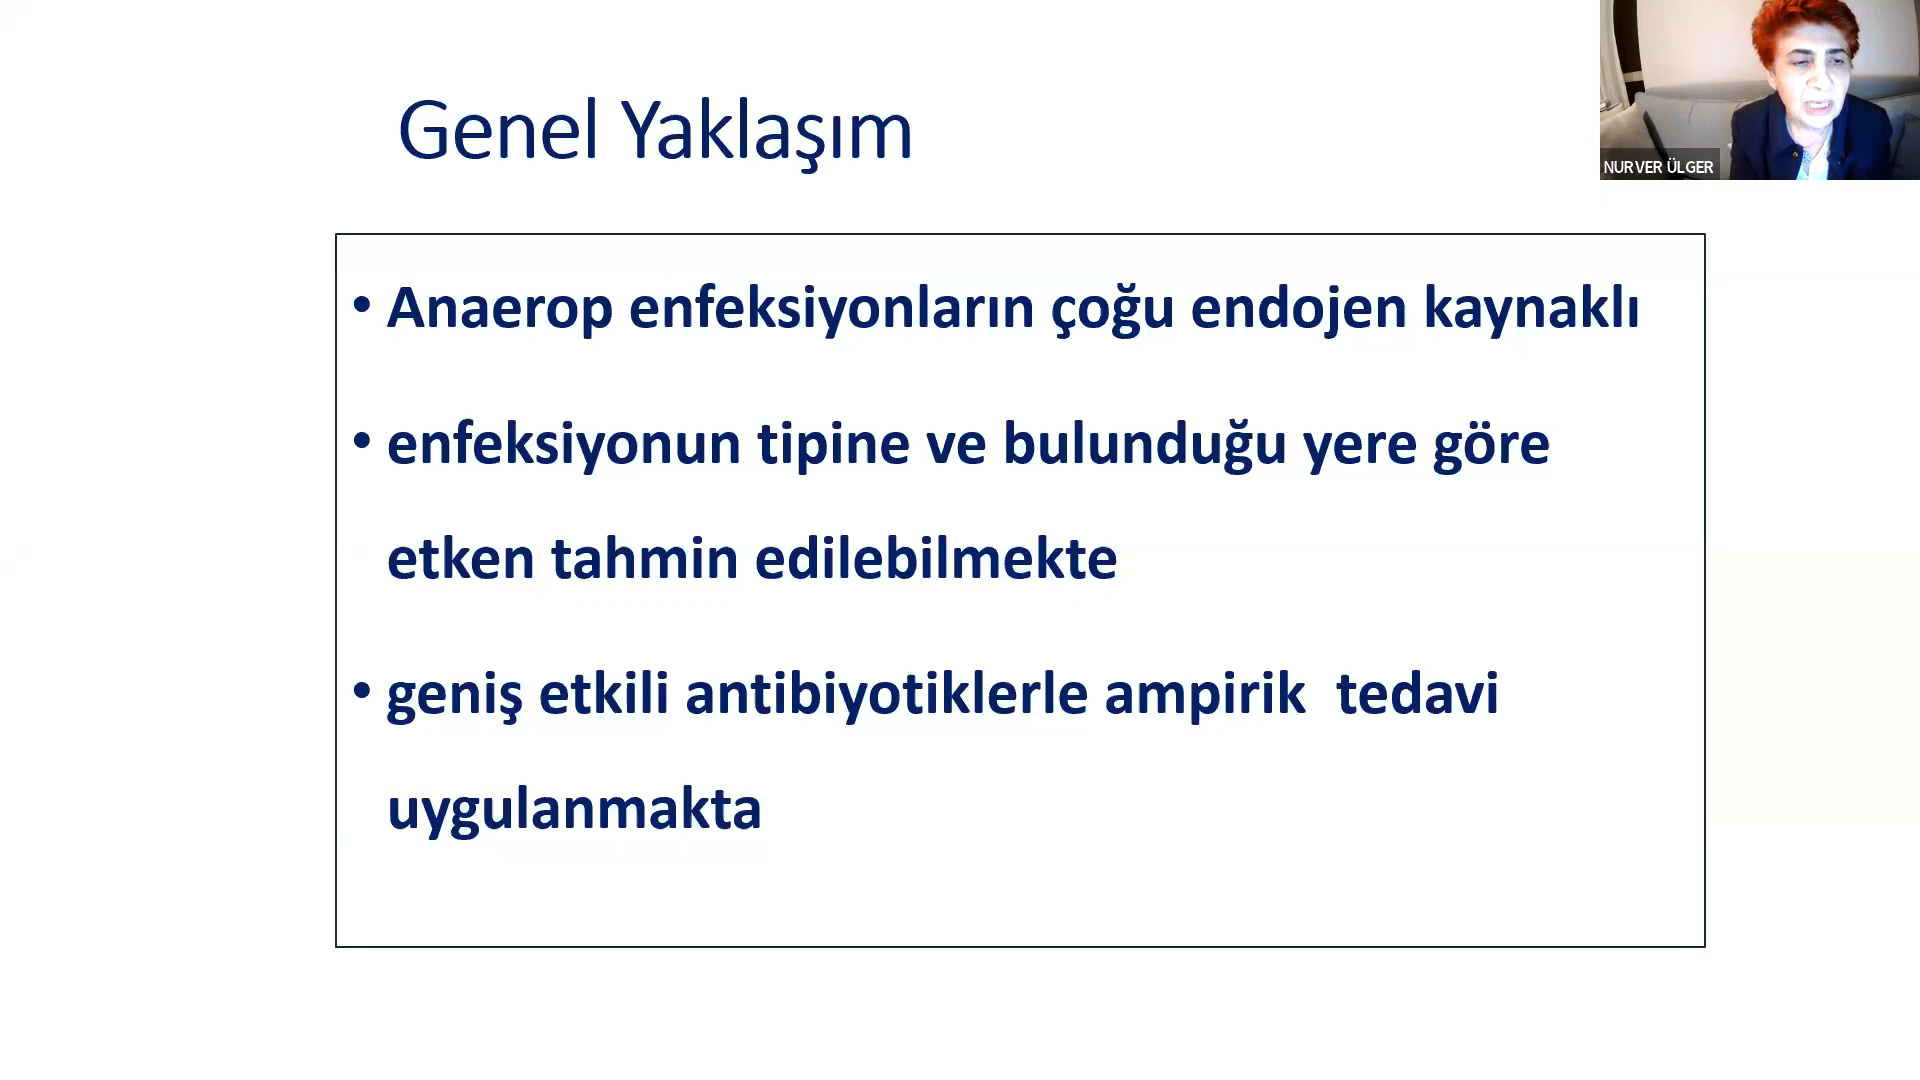 Genel Yaklaşım
NURVER ÜLGER
• Anaerop enfeksiyonların çoğu endojen kaynaklı
• enfeksiyonun tipine ve bulunduğu yere göre
etken tahmin edilebilmekte
• geniş etkili antibiyotiklerle ampirik  tedavi
uygulanmakta